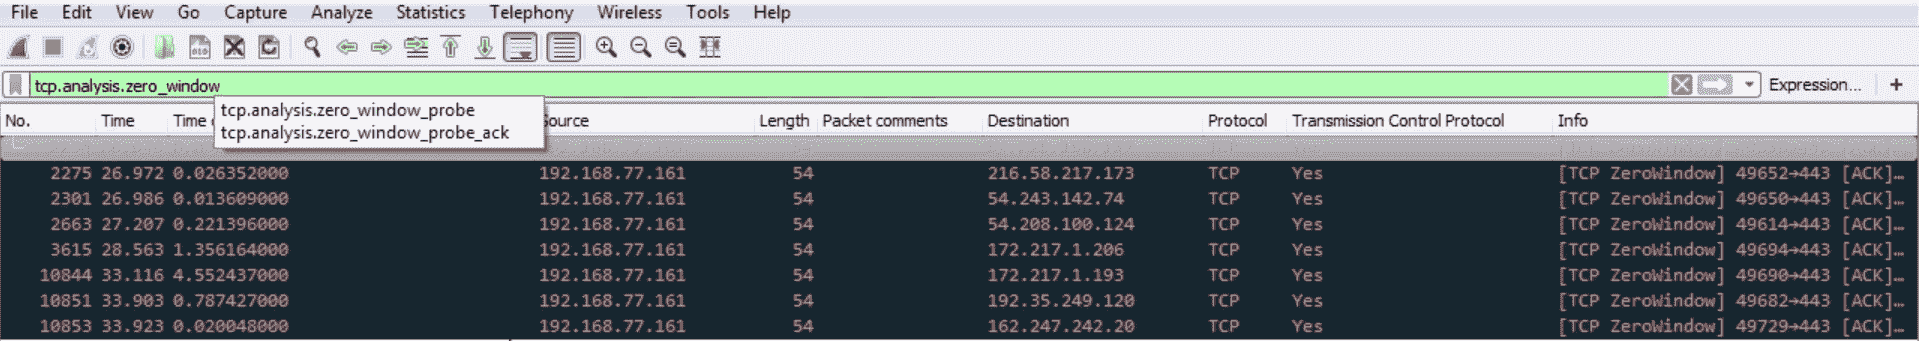 File Edit View Go Capture Analyze Statistics Telephony Wireless Tools Help
tcp.analysis.zero_window Expression... +
tcp.analysis.zero_window_probe
tcp.analysis.zero_window_probe_ack
No. Time Time Source Length Packet comments Destination Protocol Transmission Control Protocol Info
2275 26.972 0.026352000 192.168.77.161 54 216.58.217.173 TCP Yes [TCP ZeroWindow] 49652→443 [ACK]…
2301 26.986 0.013609000 192.168.77.161 54 54.243.142.74 TCP Yes [TCP ZeroWindow] 49650→443 [ACK]…
2663 27.207 0.221396000 192.168.77.161 54 54.208.100.124 TCP Yes [TCP ZeroWindow] 49614→443 [ACK]…
3615 28.563 1.356164000 192.168.77.161 54 172.217.1.206 TCP Yes [TCP ZeroWindow] 49694→443 [ACK]…
10844 33.116 4.552437000 192.168.77.161 54 172.217.1.193 TCP Yes [TCP ZeroWindow] 49690→443 [ACK]…
10851 33.903 0.787427000 192.168.77.161 54 192.35.249.120 TCP Yes [TCP ZeroWindow] 49682→443 [ACK]…
10853 33.923 0.020048000 192.168.77.161 54 162.247.242.20 TCP Yes [TCP ZeroWindow] 49729→443 [ACK]…